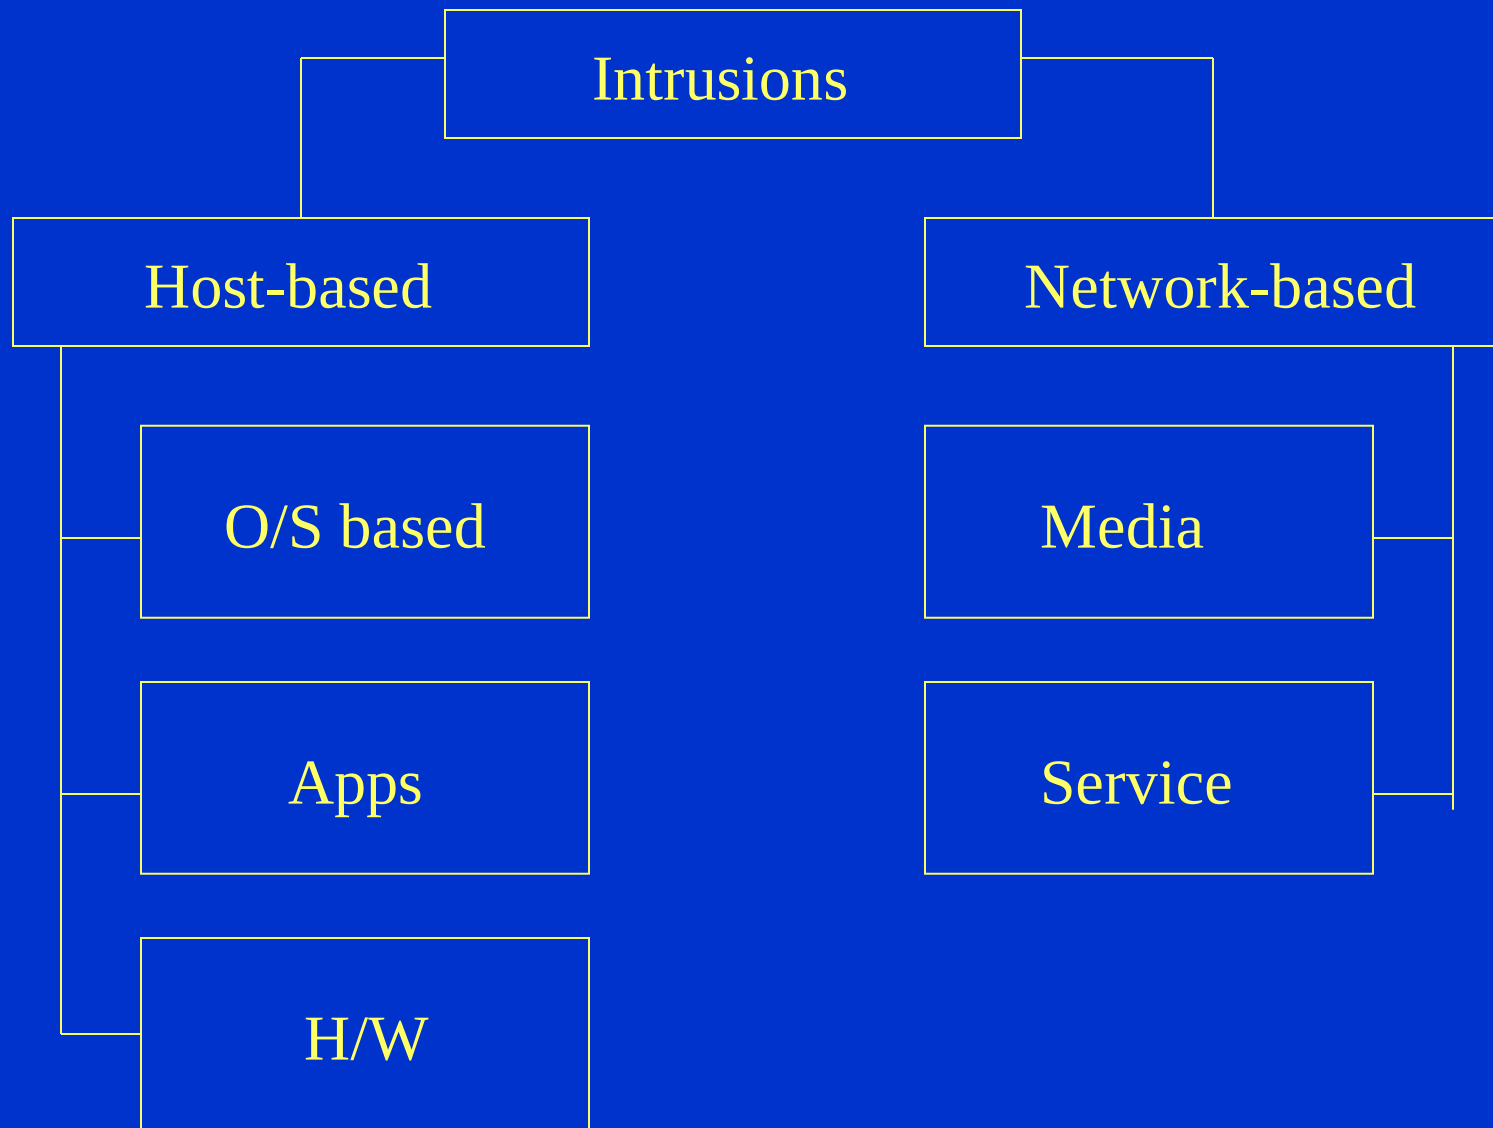 Intrusions
Host-based
Network-based
O/S based
Media
Apps
Service
H/W